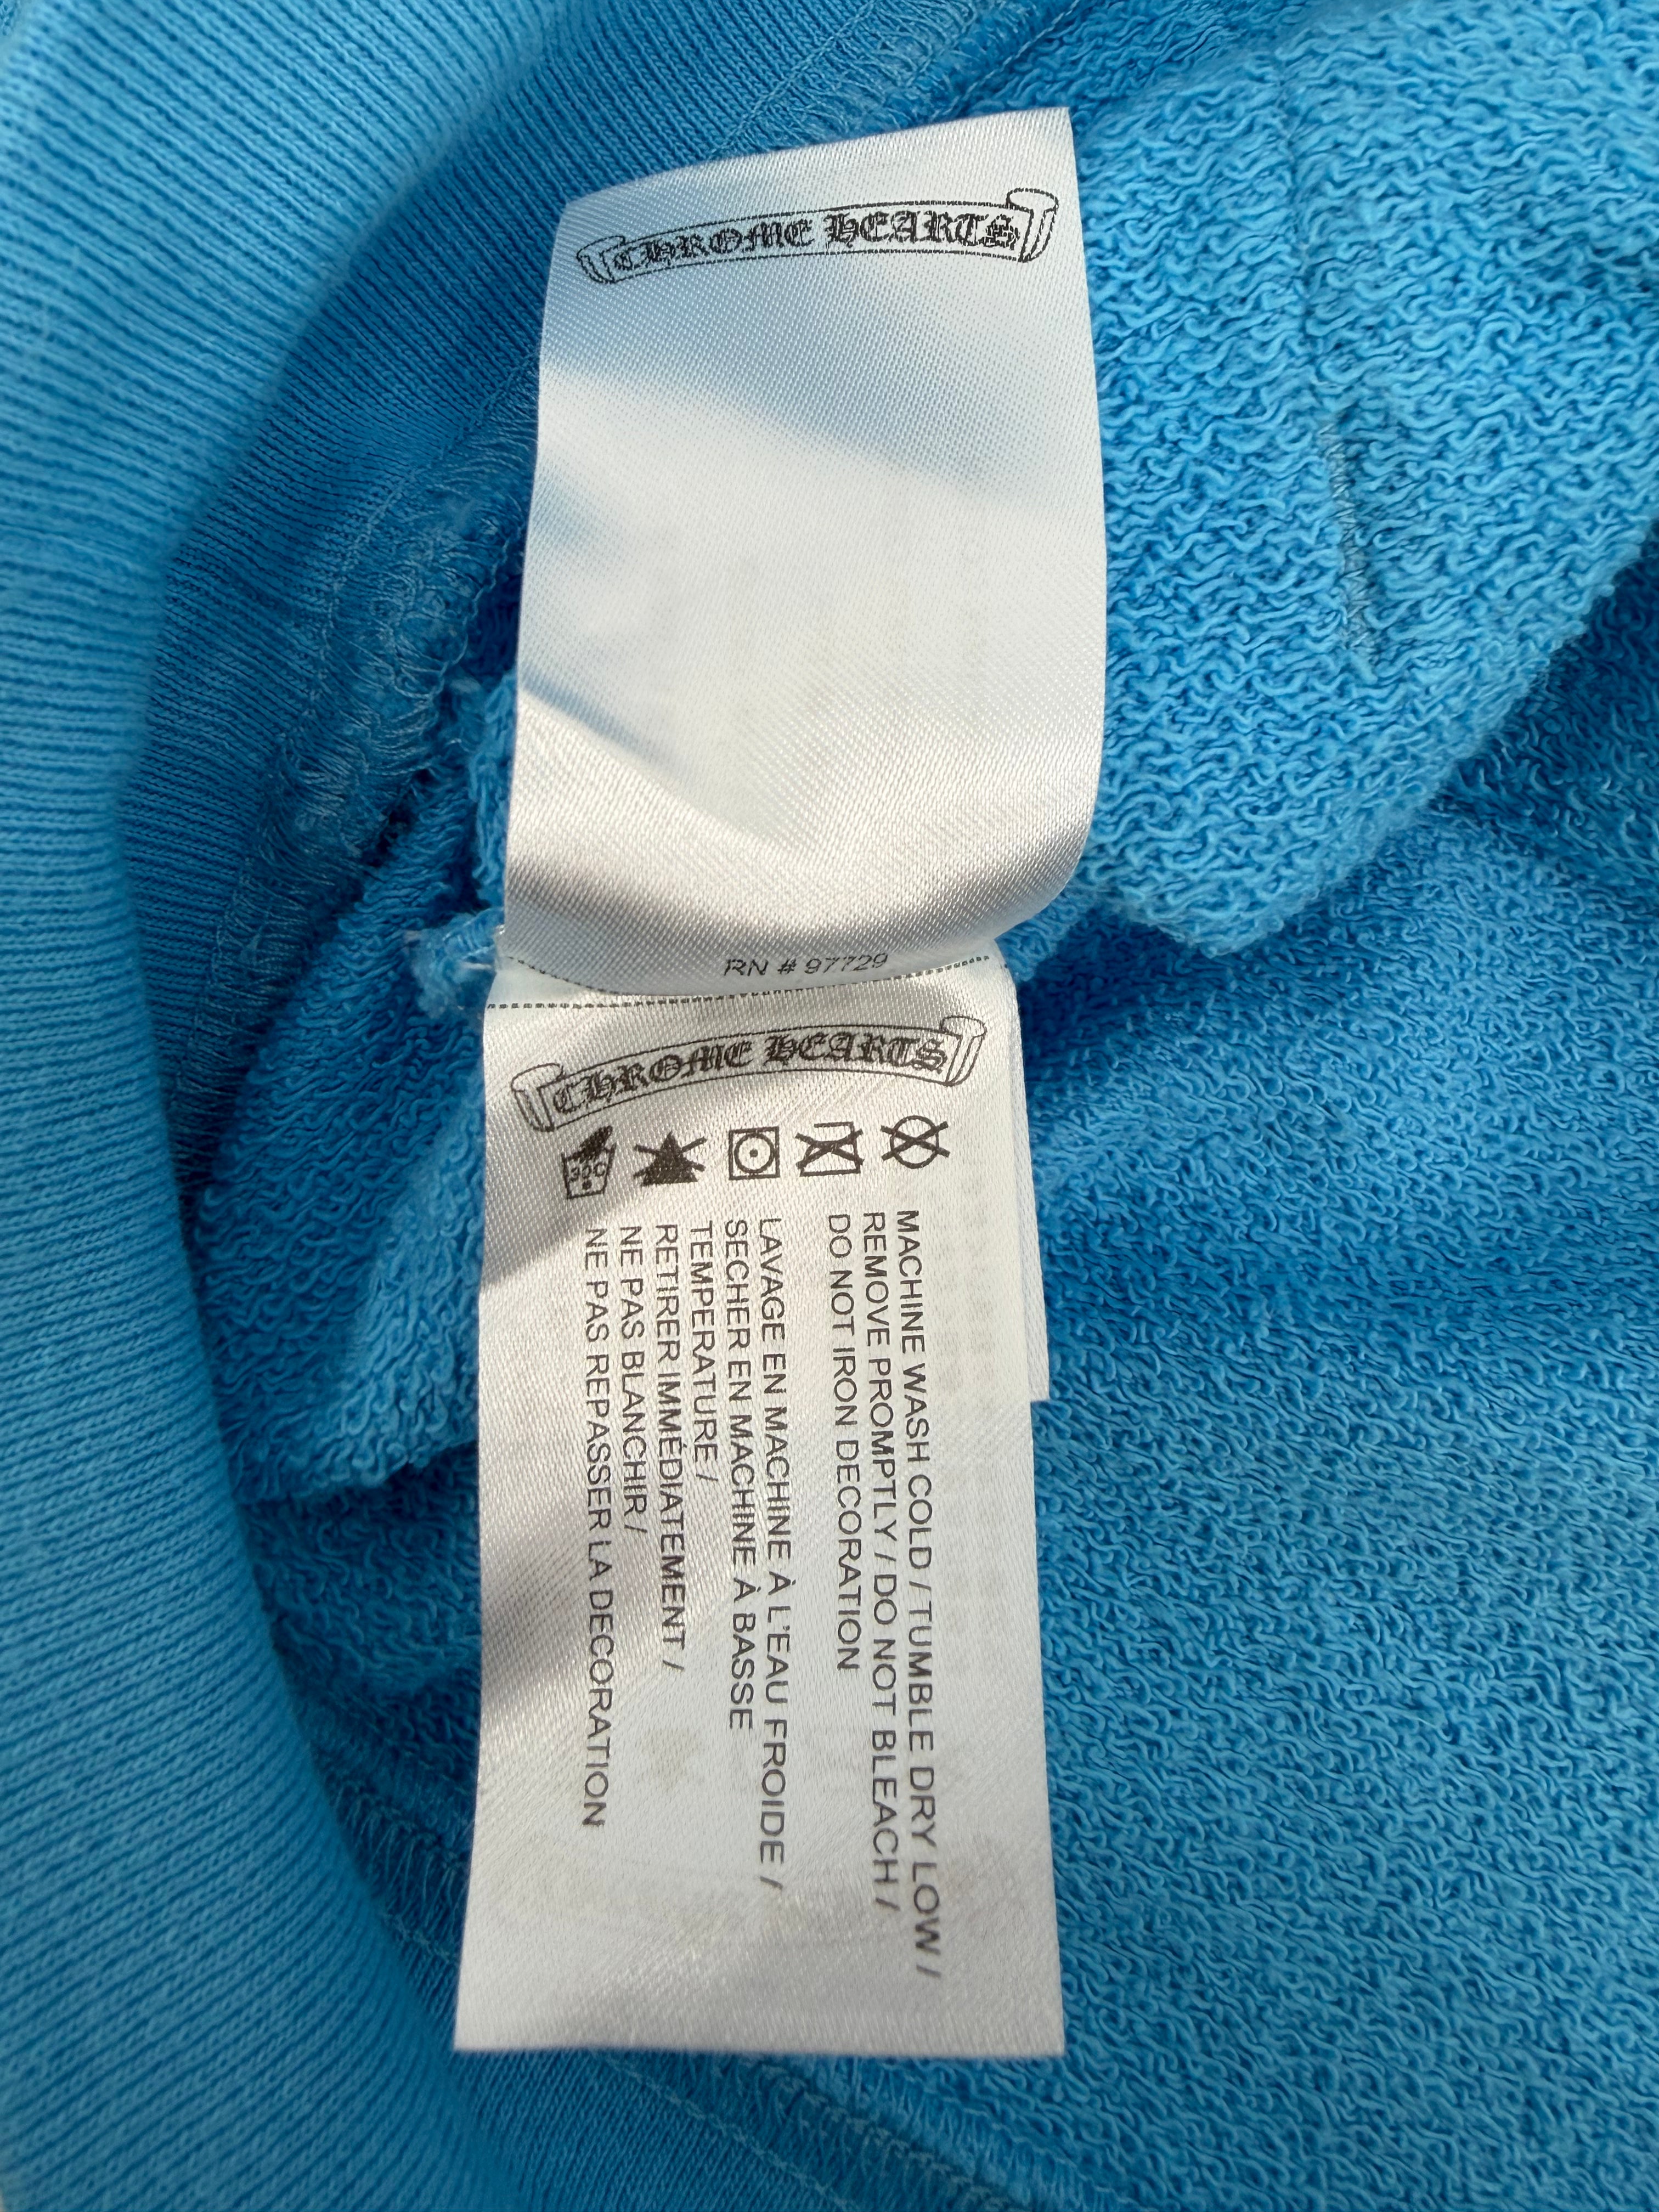 CHROME HEARTS
RN # 97729
CHROME HEARTS
MACHINE WASH COLD / TUMBLE DRY LOW /
REMOVE PROMPTLY / DO NOT BLEACH /
DO NOT IRON DECORATION
LAVAGE EN MACHINE À L'EAU FROIDE /
SECHER EN MACHINE À BASSE
TEMPERATURE /
RETIRER IMMÉDIATEMENT /
NE PAS BLANCHIR /
NE PAS REPASSER LA DECORATION